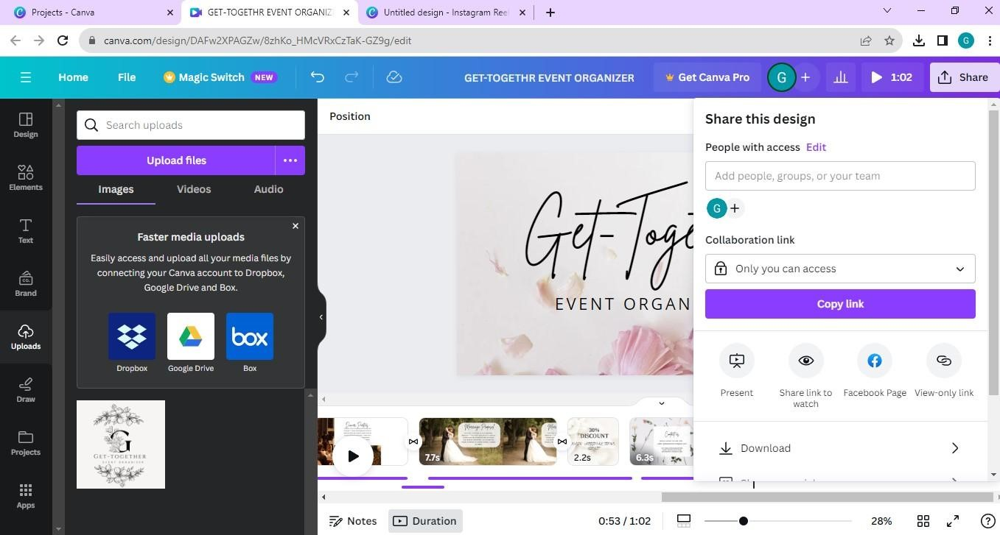 Projects - Canva
GET-TOGETHR EVENT ORGANIZ
Untitled design - Instagram Ree
canva.com/design/DAFw2XPAGZw/8zhKo_HMcVRxCzTaK-GZ9g/edit
G
Home
File
Magic Switch
NEW
GET-TOGETHR EVENT ORGANIZER
Get Canva Pro
G
1:02
Share
Design
Elements
Text
Brand
Uploads
Draw
Projects
Apps
Search uploads
Upload files
Images
Videos
Audio
Faster media uploads
Easily access and upload all your media files by
connecting your Canva account to Dropbox,
Google Drive and Box.
box
Dropbox
Google Drive
Box
G
GET-TOGETHER
EVENT ORGANIZER
Position
Get-Toge
EVENT ORGAN
Share this design
People with access
Edit
Add people, groups, or your team
G
Collaboration link
Only you can access
Copy link
Present
Share link to
watch
Facebook Page
View-only link
Download
7.7s
Marriage Proposal
30%
DISCOUNT
2.2s
Contact us
6.3s
Notes
Duration
0:53 / 1:02
28%